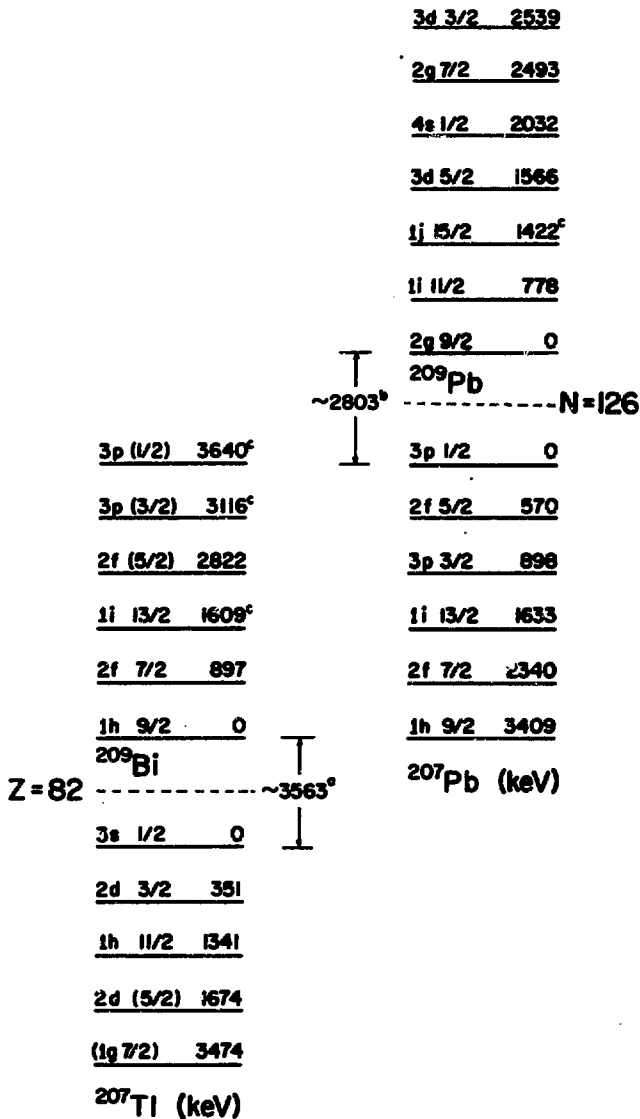 3d 3/2 2539
2g 7/2 2493
4s 1/2 2032
3d 5/2 1566
1j 15/2 1422ᶜ
1i 11/2 778
2g 9/2 0
²⁰⁹Pb
~2803ᵇ
N=126
3p 1/2 0
2f 5/2 570
3p 3/2 898
1i 13/2 1633
2f 7/2 2340
1h 9/2 3409
²⁰⁷Pb (keV)
3p (1/2) 3640ᶜ
3p (3/2) 3116ᶜ
2f (5/2) 2822
1i 13/2 1609ᶜ
2f 7/2 897
1h 9/2 0
²⁰⁹Bi
Z=82
~3563ᵃ
3s 1/2 0
2d 3/2 351
1h 11/2 1341
2d (5/2) 1674
(1g 7/2) 3474
²⁰⁷Tl (keV)